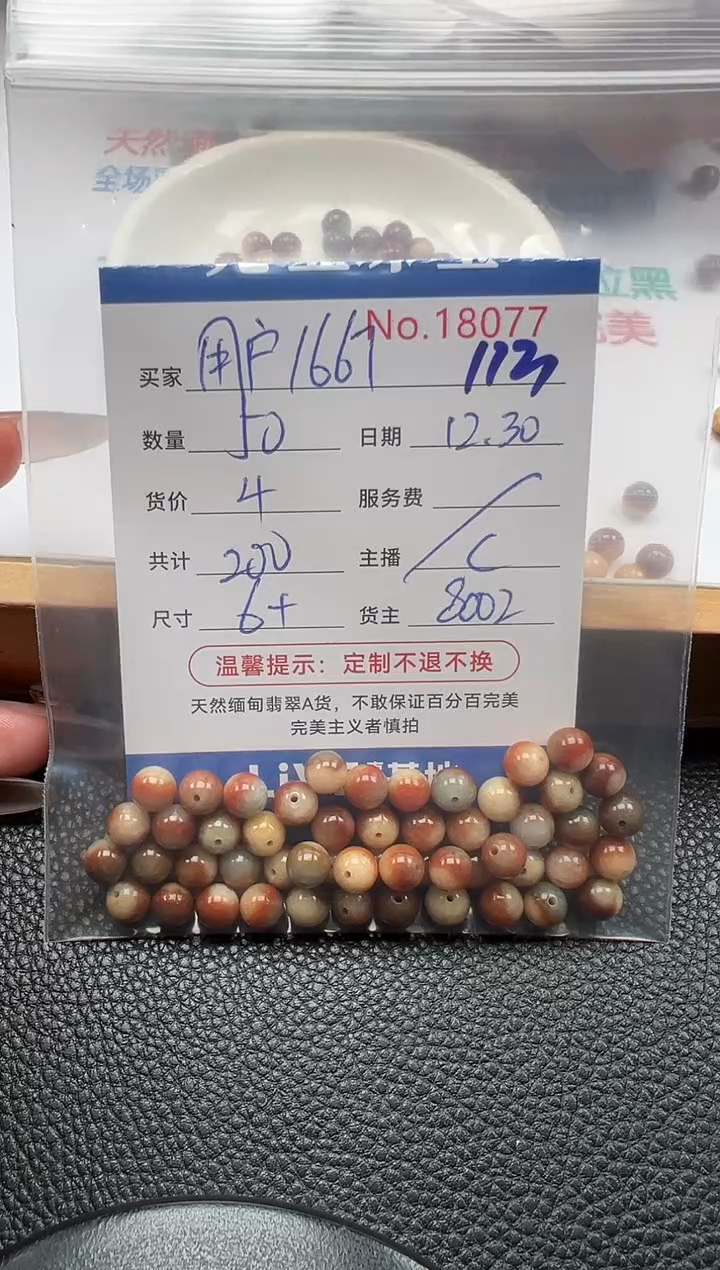 天然
全场
黑
美
No.18077
买家 用户1667 113
数量 50 日期 12.30
货价 4 服务费 /
共计 200 主播 C
尺寸 6+ 货主 8002
温馨提示：定制不退不换
天然缅甸翡翠A货，不敢保证百分百完美
完美主义者慎拍